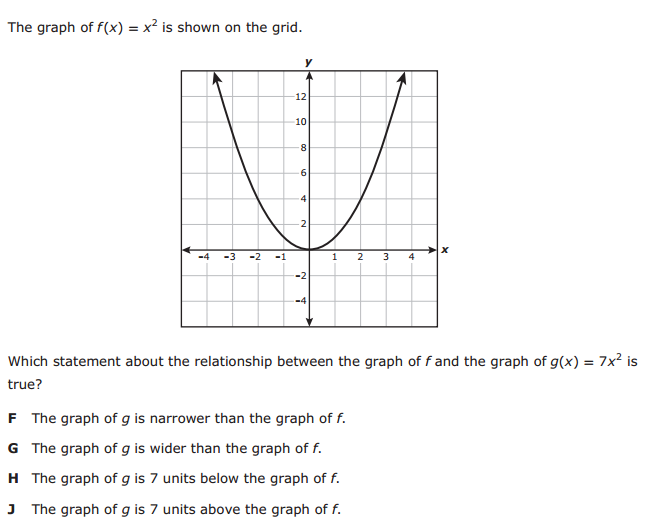 The graph of f(x) = x² is shown on the grid.
y
12
10
8
6
4
2
-4 -3 -2 -1 1 2 3 4 x
-2
-4
Which statement about the relationship between the graph of f and the graph of g(x) = 7x² is
true?
F The graph of g is narrower than the graph of f.
G The graph of g is wider than the graph of f.
H The graph of g is 7 units below the graph of f.
J The graph of g is 7 units above the graph of f.